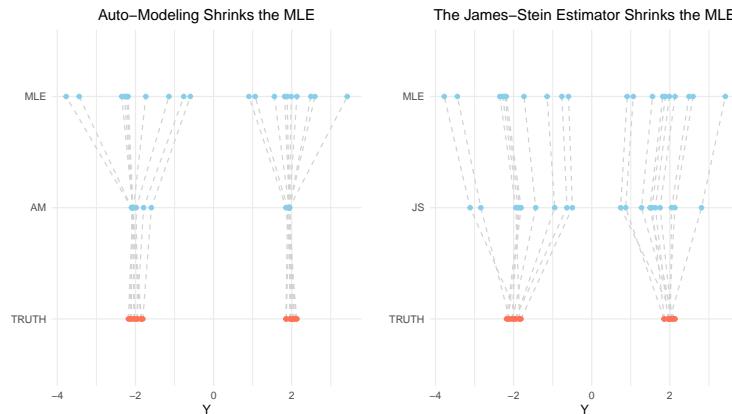 Auto−Modeling Shrinks the MLE
MLE
AM
TRUTH
−4 −2 0 2
Y
The James−Stein Estimator Shrinks the MLE
MLE
JS
TRUTH
−4 −2 0 2
Y